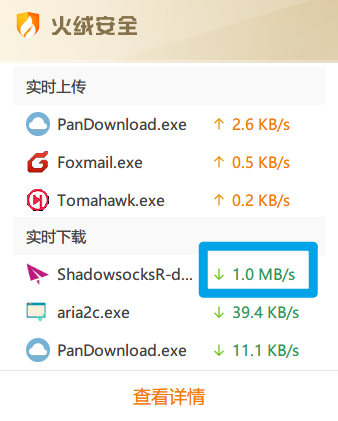 火绒安全
实时上传
PanDownload.exe ↑ 2.6 KB/s
Foxmail.exe ↑ 0.5 KB/s
Tomahawk.exe ↑ 0.2 KB/s
实时下载
ShadowsocksR-d... ↓ 1.0 MB/s
aria2c.exe ↓ 39.4 KB/s
PanDownload.exe ↓ 11.1 KB/s
查看详情